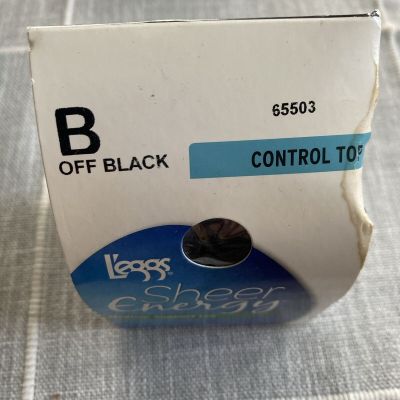 B
OFF BLACK
65503
CONTROL TOP
L'eggs
Sheer
Energy